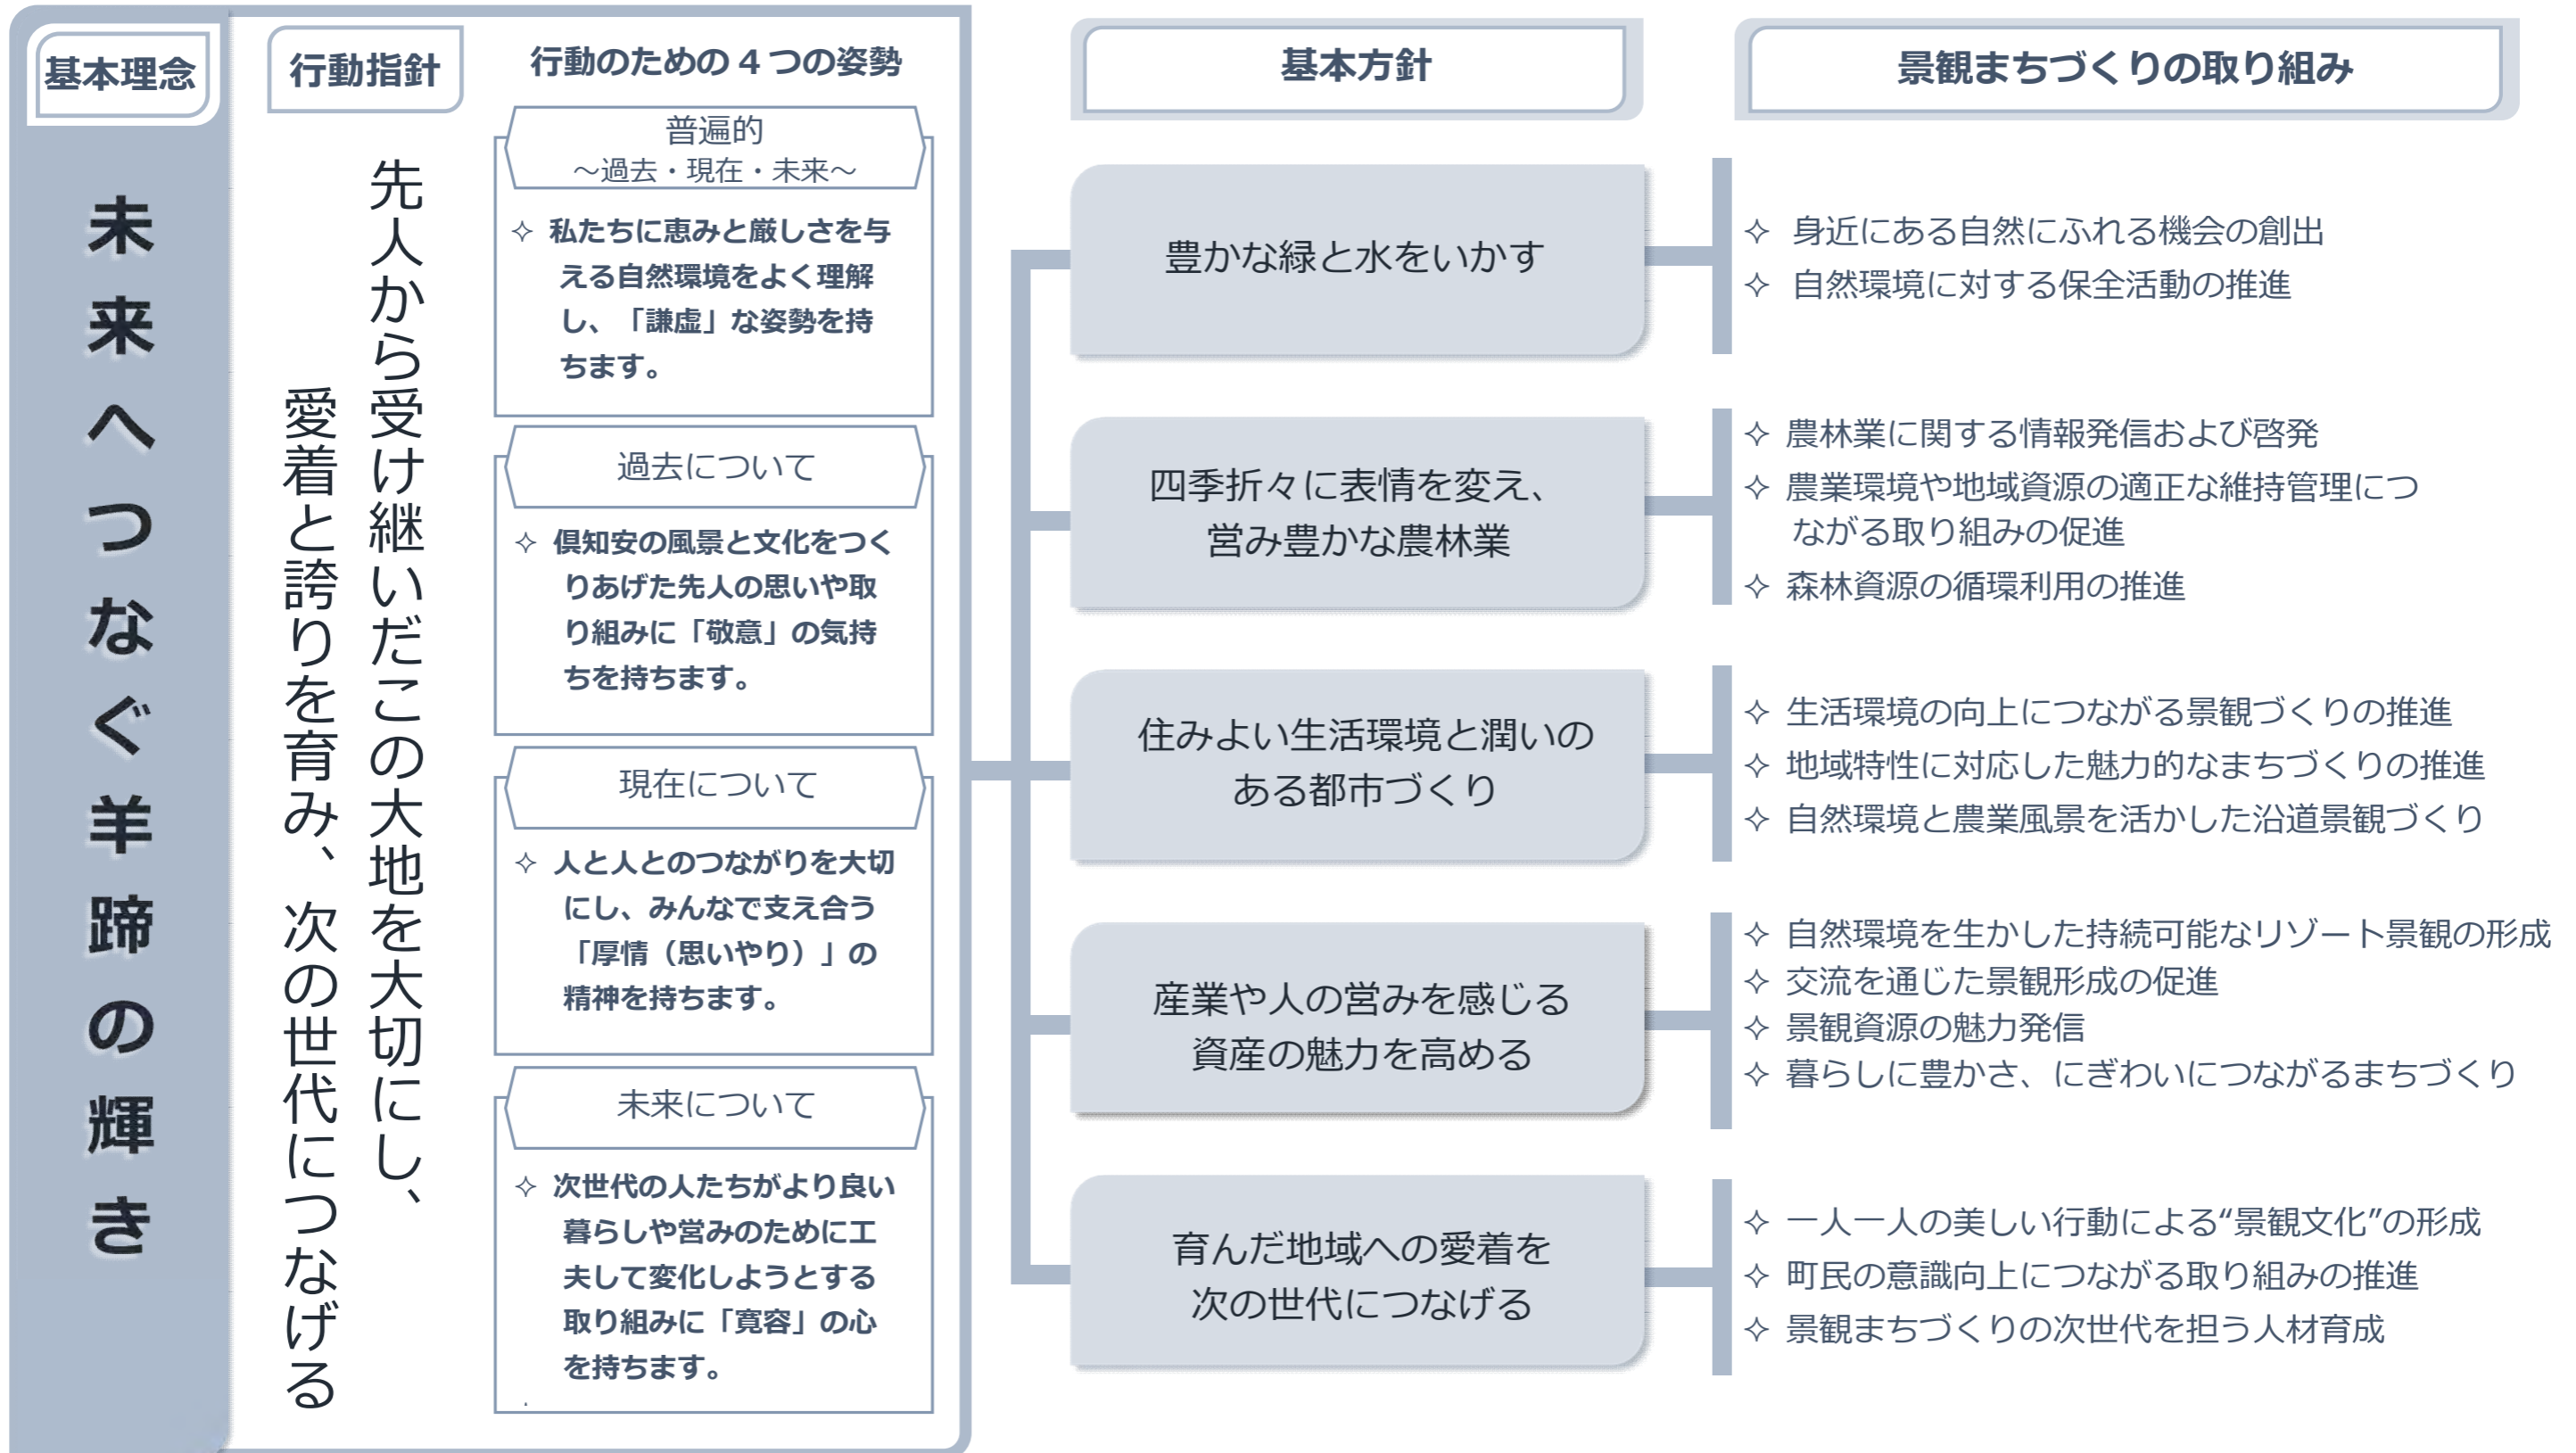 基本理念
未来へつなぐ羊蹄の輝き
行動指針
先人から受け継いだこの大地を大切にし、
愛着と誇りを育み、次の世代につなげる
行動のための4つの姿勢
普遍的
～過去・現在・未来～
✧ 私たちに恵みと厳しさを与
える自然環境をよく理解
し、「謙虚」な姿勢を持
ちます。
過去について
✧ 倶知安の風景と文化をつく
りあげた先人の思いや取
り組みに「敬意」の気持
ちを持ちます。
現在について
✧ 人と人とのつながりを大切
にし、みんなで支え合う
「厚情（思いやり）」の
精神を持ちます。
未来について
✧ 次世代の人たちがより良い
暮らしや営みのために工
夫して変化しようとする
取り組みに「寛容」の心
を持ちます。
基本方針
景観まちづくりの取り組み
豊かな緑と水をいかす
✧ 身近にある自然にふれる機会の創出
✧ 自然環境に対する保全活動の推進
四季折々に表情を変え、
営み豊かな農林業
✧ 農林業に関する情報発信および啓発
✧ 農業環境や地域資源の適正な維持管理につ
ながる取り組みの促進
✧ 森林資源の循環利用の推進
住みよい生活環境と潤いの
ある都市づくり
✧ 生活環境の向上につながる景観づくりの推進
✧ 地域特性に対応した魅力的なまちづくりの推進
✧ 自然環境と農業風景を活かした沿道景観づくり
産業や人の営みを感じる
資産の魅力を高める
✧ 自然環境を生かした持続可能なリゾート景観の形成
✧ 交流を通じた景観形成の促進
✧ 景観資源の魅力発信
✧ 暮らしに豊かさ、にぎわいにつながるまちづくり
育んだ地域への愛着を
次の世代につなげる
✧ 一人一人の美しい行動による“景観文化”の形成
✧ 町民の意識向上につながる取り組みの推進
✧ 景観まちづくりの次世代を担う人材育成